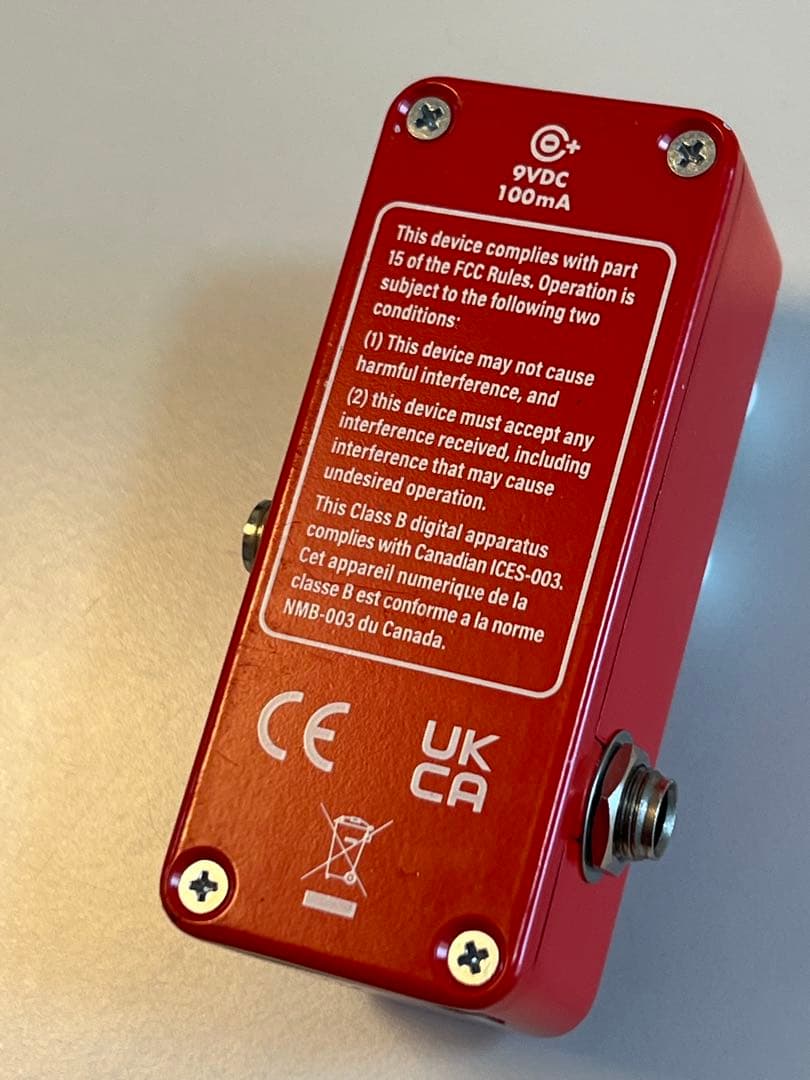 9VDC
100mA
This device complies with part
15 of the FCC Rules. Operation is
subject to the following two
conditions:
(1) This device may not cause
harmful interference, and
(2) this device must accept any
interference received, including
interference that may cause
undesired operation.
This Class B digital apparatus
complies with Canadian ICES-003.
Cet appareil numerique de la
classe B est conforme a la norme
NMB-003 du Canada.
CE
UK
CA